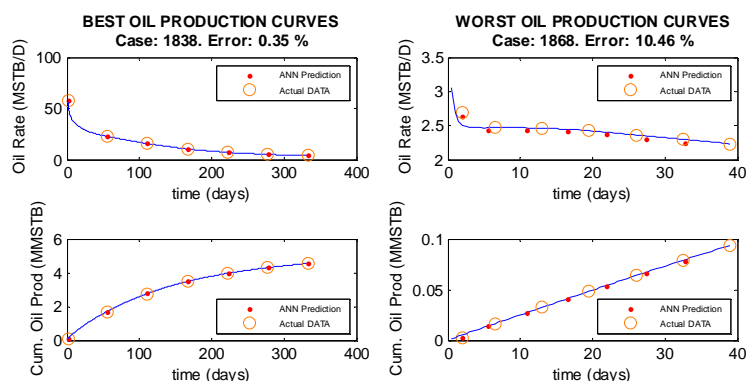 BEST OIL PRODUCTION CURVES
Case: 1838. Error: 0.35 %
Oil Rate (MSTB/D)
100
50
0
0 100 200 300 400
time (days)
ANN Prediction
Actual DATA
WORST OIL PRODUCTION CURVES
Case: 1868. Error: 10.46 %
Oil Rate (MSTB/D)
3.5
3
2.5
2
0 10 20 30 40
time (days)
ANN Prediction
Actual DATA
Cum. Oil Prod (MMSTB)
6
4
2
0
0 100 200 300 400
time (days)
ANN Prediction
Actual DATA
Cum. Oil Prod (MMSTB)
0.1
0.05
0
0 10 20 30 40
time (days)
ANN Prediction
Actual DATA